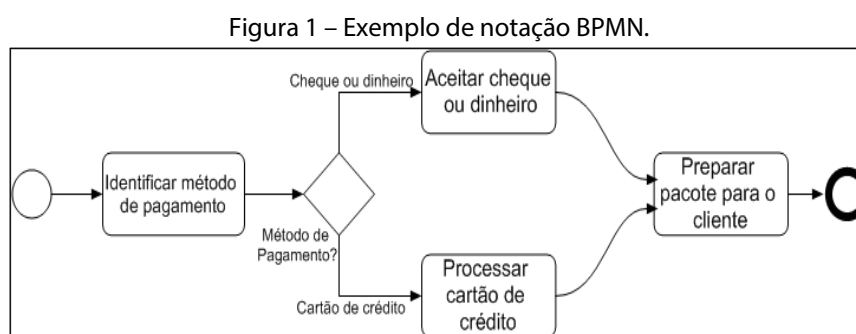 Figura 1 – Exemplo de notação BPMN.
Cheque ou dinheiro
Aceitar cheque
ou dinheiro
Identificar método
de pagamento
Método de
Pagamento?
Cartão de crédito
Processar
cartão de
crédito
Preparar
pacote para o
cliente